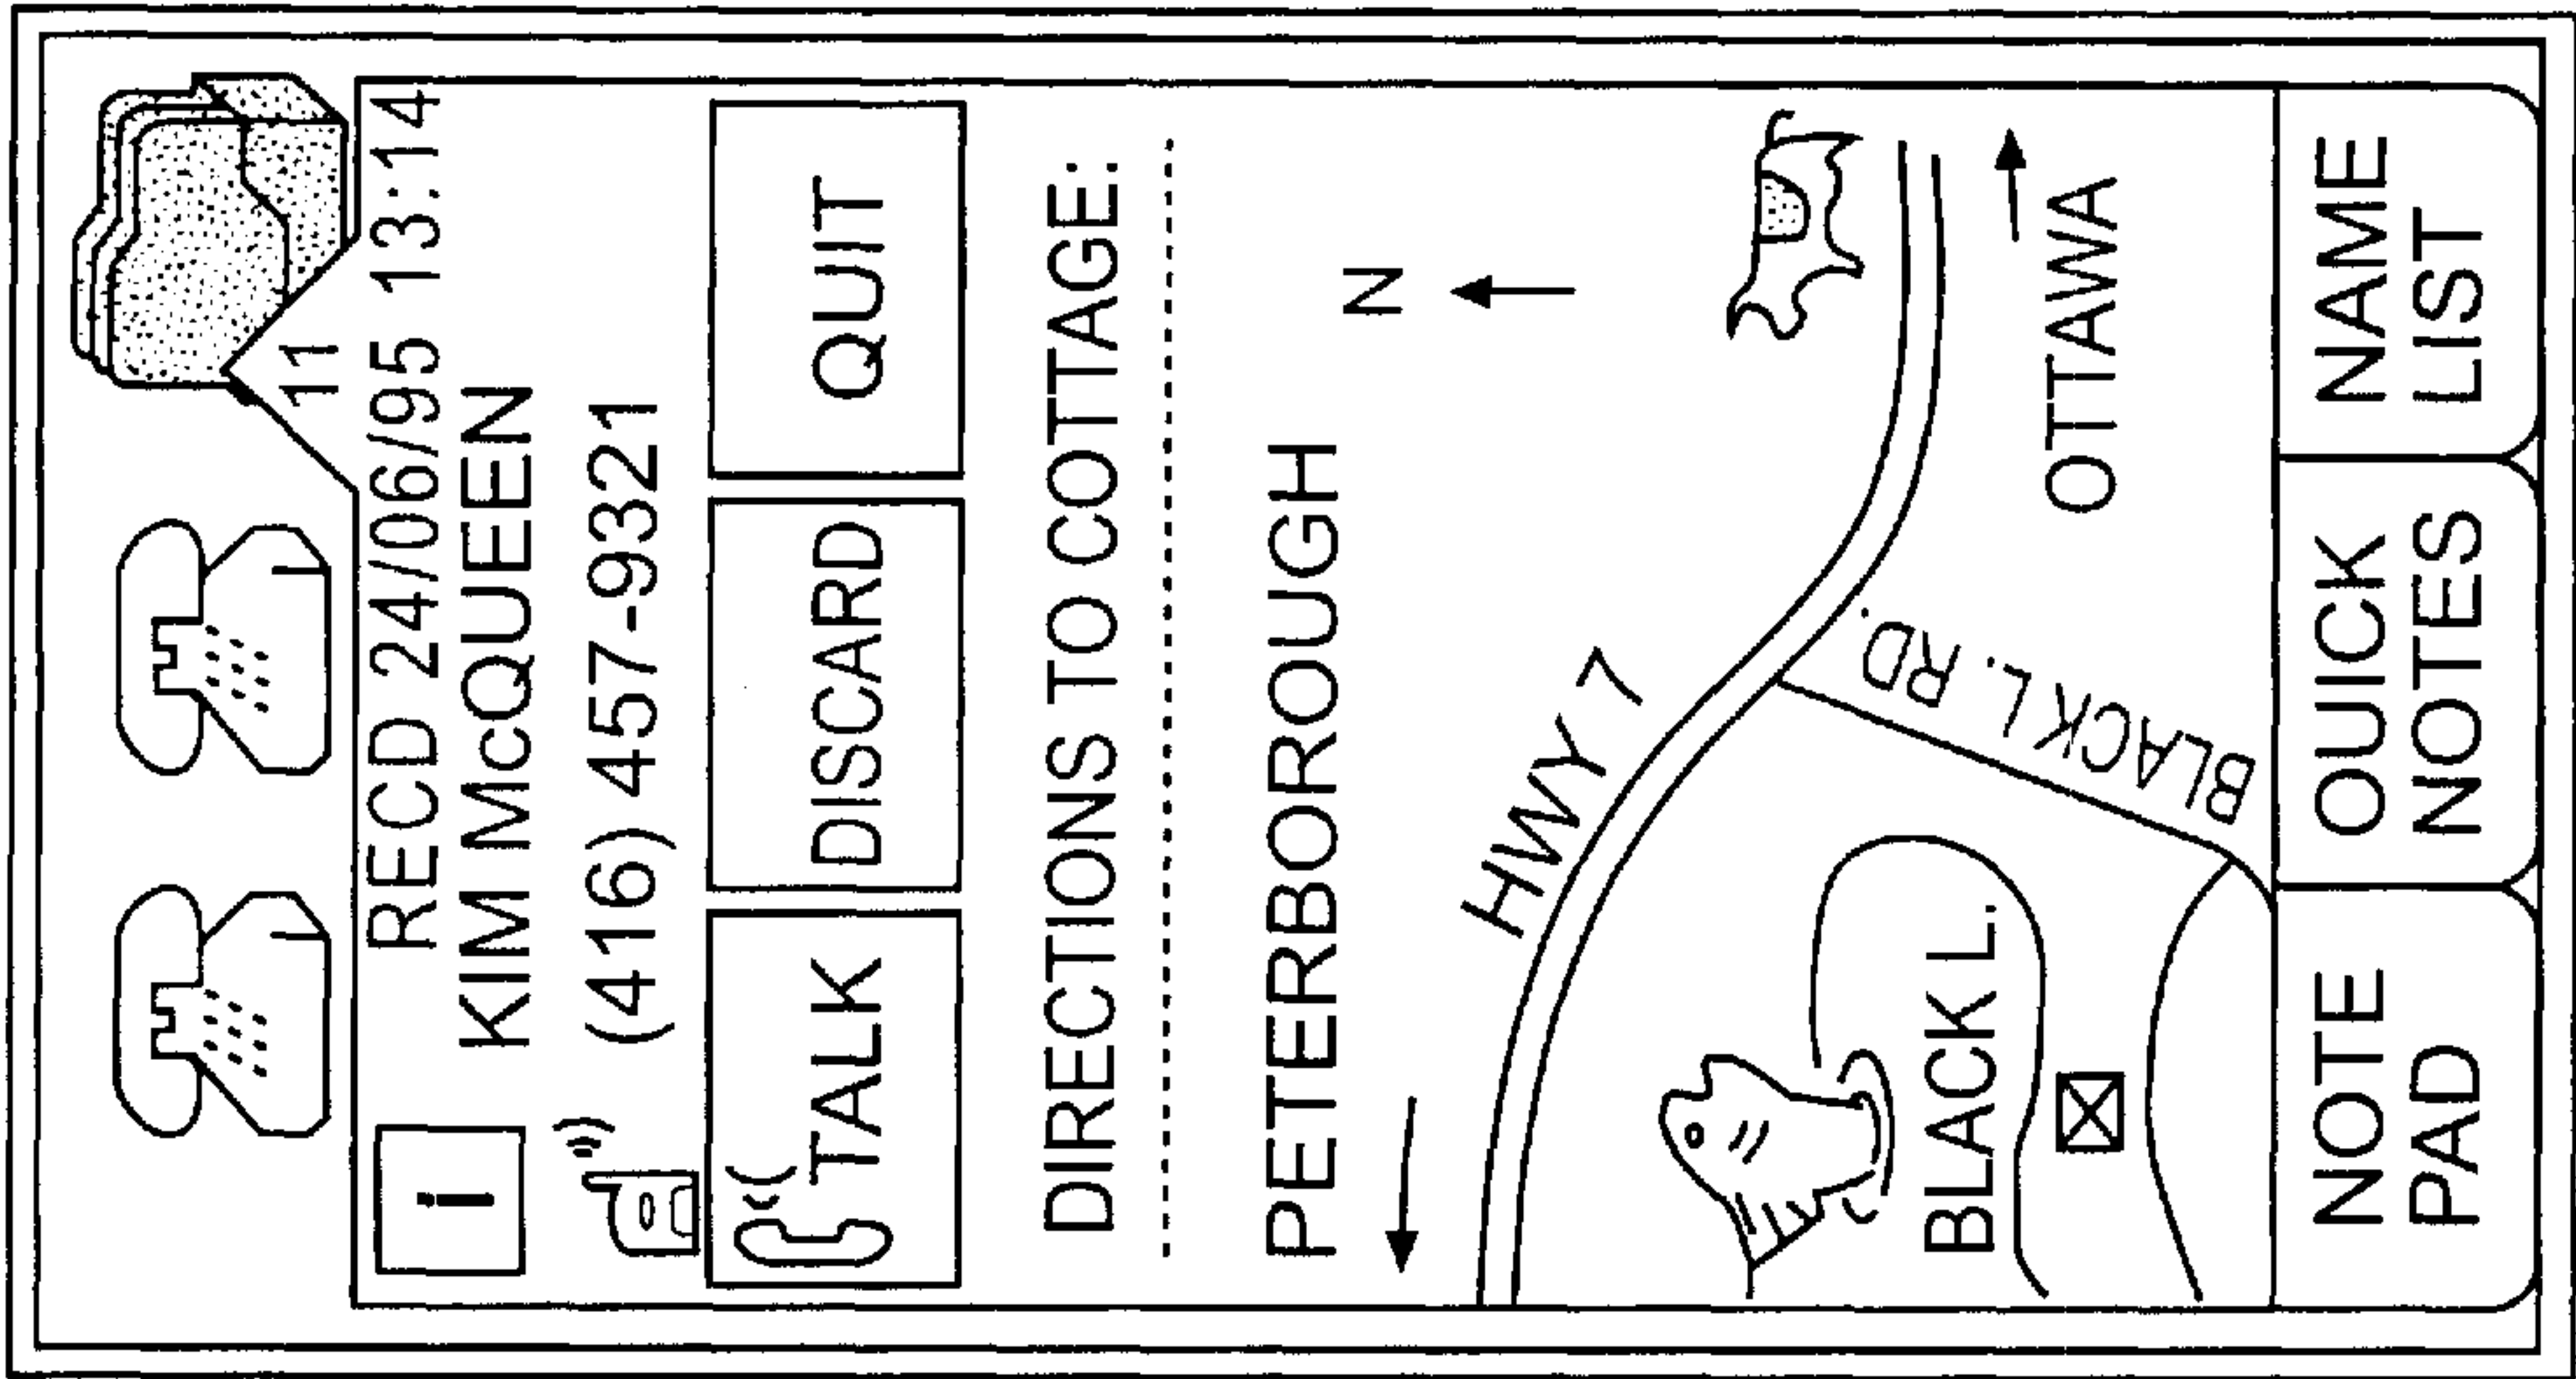 11
RECD 24/06/95 13:14
i KIM McQUEEN
(416) 457-9321
TALK DISCARD QUIT
DIRECTIONS TO COTTAGE:
PETERBOROUGH N
HWY 7
BLACK L. RD.
BLACK L.
OTTAWA
NOTE
PAD
OUICK
NOTES
NAME
LIST